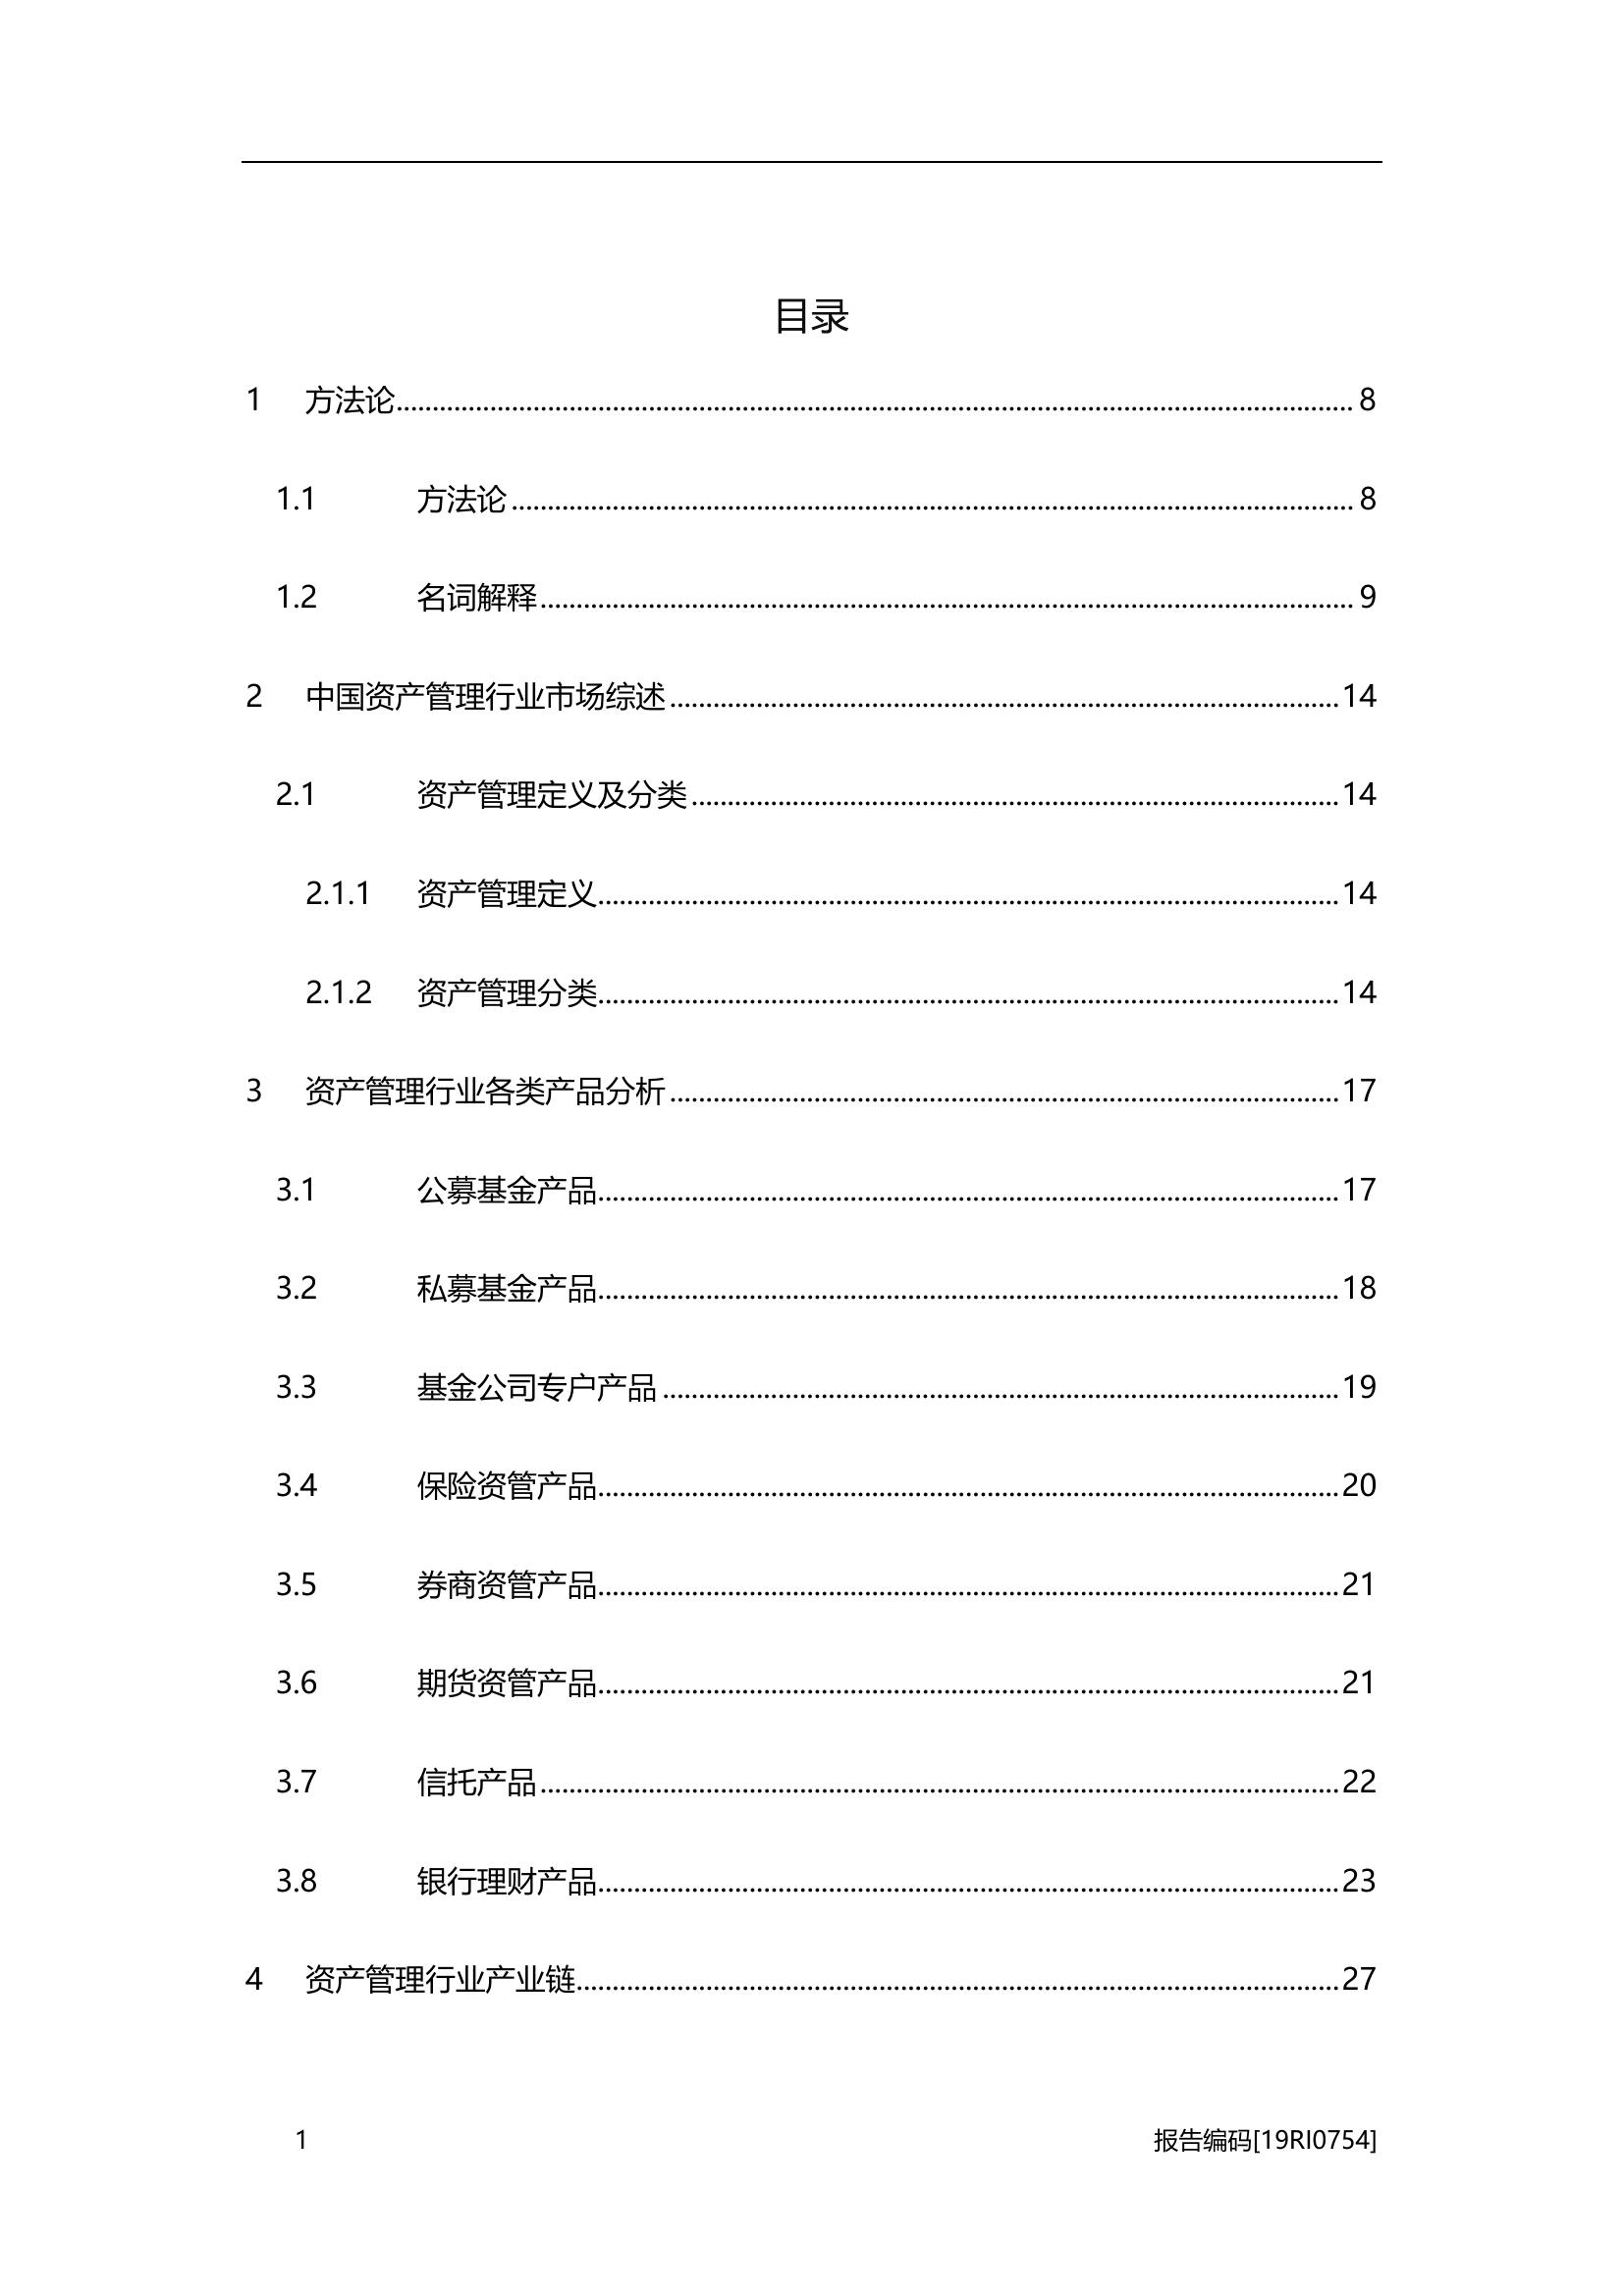 目录
1 方法论........................................ 8
1.1 方法论........................................ 8
1.2 名词解释........................................ 9
2 中国资产管理行业市场综述........................................ 14
2.1 资产管理定义及分类........................................ 14
2.1.1 资产管理定义........................................ 14
2.1.2 资产管理分类........................................ 14
3 资产管理行业各类产品分析........................................ 17
3.1 公募基金产品........................................ 17
3.2 私募基金产品........................................ 18
3.3 基金公司专户产品........................................ 19
3.4 保险资管产品........................................ 20
3.5 券商资管产品........................................ 21
3.6 期货资管产品........................................ 21
3.7 信托产品........................................ 22
3.8 银行理财产品........................................ 23
4 资产管理行业产业链........................................ 27
1 报告编码[19RI0754]